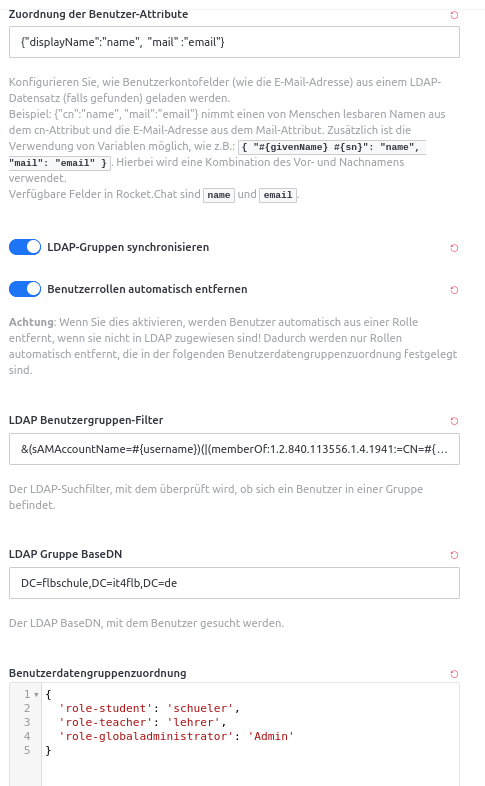 Zuordnung der Benutzer-Attribute
{"displayName":"name", "mail" :"email"}
Konfigurieren Sie, wie Benutzerkontofelder (wie die E-Mail-Adresse) aus einem LDAP-
Datensatz (falls gefunden) geladen werden.
Beispiel: {"cn":"name", "mail":"email"} nimmt einen von Menschen lesbaren Namen aus
dem cn-Attribut und die E-Mail-Adresse aus dem Mail-Attribut. Zusätzlich ist die
Verwendung von Variablen möglich, wie z.B.: { "#{givenName} #{sn}": "name",
"mail": "email" }. Hierbei wird eine Kombination des Vor- und Nachnamens
verwendet.
Verfügbare Felder in Rocket.Chat sind name und email.
LDAP-Gruppen synchronisieren
Benutzerrollen automatisch entfernen
Achtung: Wenn Sie dies aktivieren, werden Benutzer automatisch aus einer Rolle
entfernt, wenn sie nicht in LDAP zugewiesen sind! Dadurch werden nur Rollen
automatisch entfernt, die in der folgenden Benutzerdatengruppenzuordnung festgelegt
sind.
LDAP Benutzergruppen-Filter
&(sAMAccountName=#{username})(|(memberOf:1.2.840.113556.1.4.1941:=CN=#{...
Der LDAP-Suchfilter, mit dem überprüft wird, ob sich ein Benutzer in einer Gruppe
befindet.
LDAP Gruppe BaseDN
DC=flbschule,DC=it4flb,DC=de
Der LDAP BaseDN, mit dem Benutzer gesucht werden.
Benutzerdatengruppenzuordnung
1 {
2 'role-student': 'schueler',
3 'role-teacher': 'lehrer',
4 'role-globaladministrator': 'Admin'
5 }